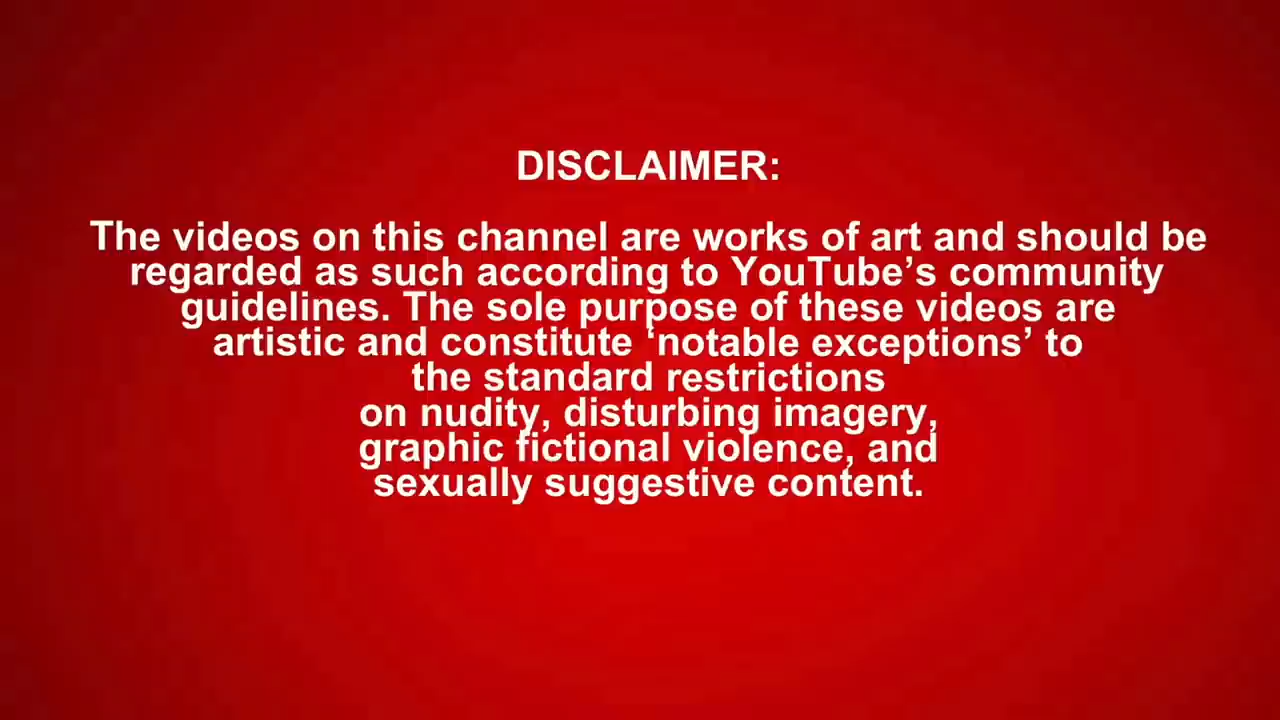 DISCLAIMER:
The videos on this channel are works of art and should be
regarded as such according to YouTube’s community
guidelines. The sole purpose of these videos are
artistic and constitute ‘notable exceptions’ to
the standard restrictions
on nudity, disturbing imagery,
graphic fictional violence, and
sexually suggestive content.